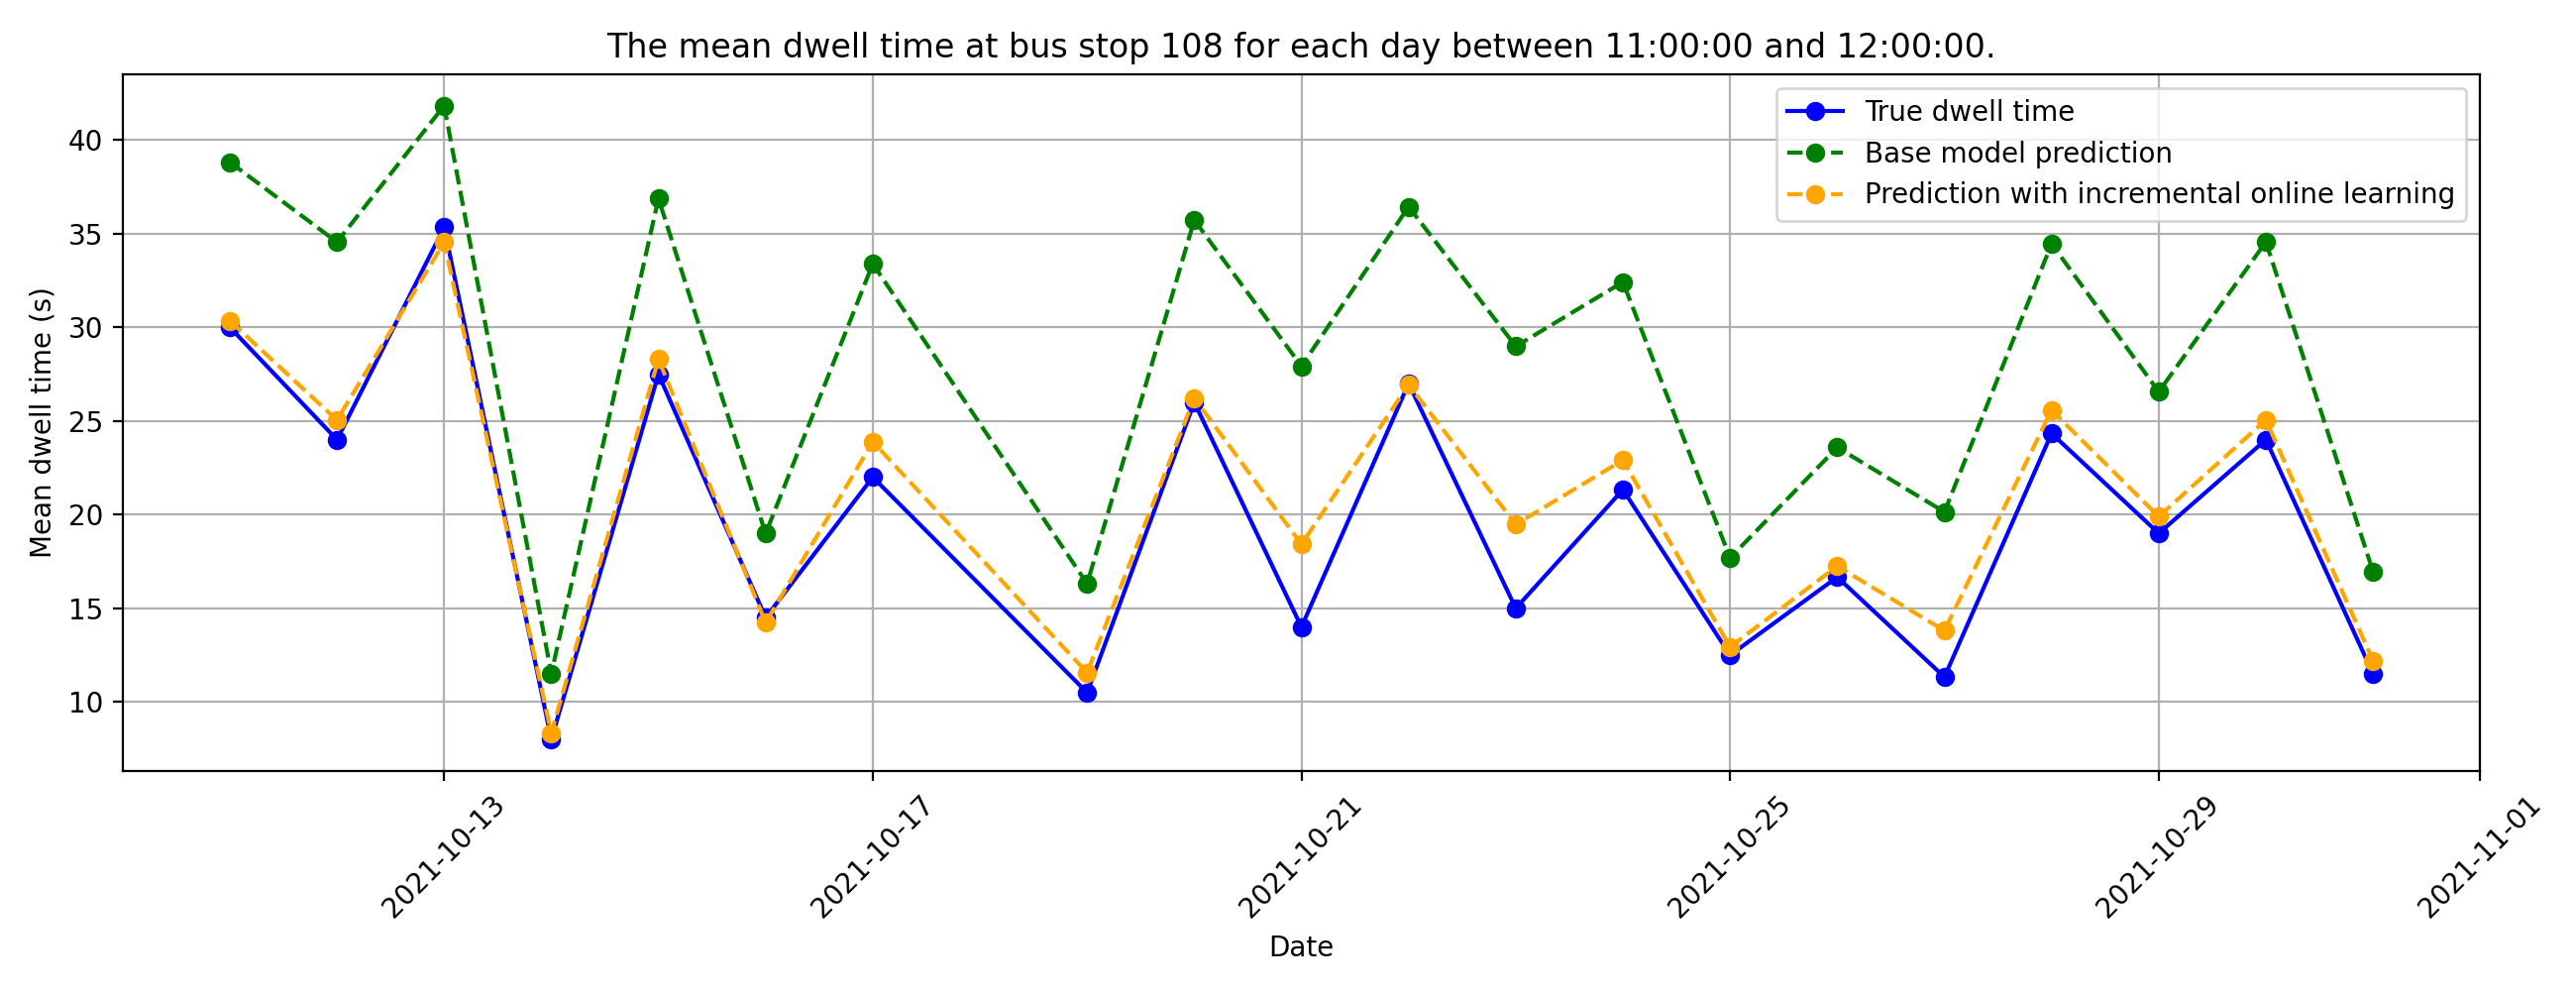 The mean dwell time at bus stop 108 for each day between 11:00:00 and 12:00:00.
True dwell time
Base model prediction
Prediction with incremental online learning
Mean dwell time (s)
40
35
30
25
20
15
10
2021-10-13
2021-10-17
2021-10-21
2021-10-25
2021-10-29
2021-11-01
Date